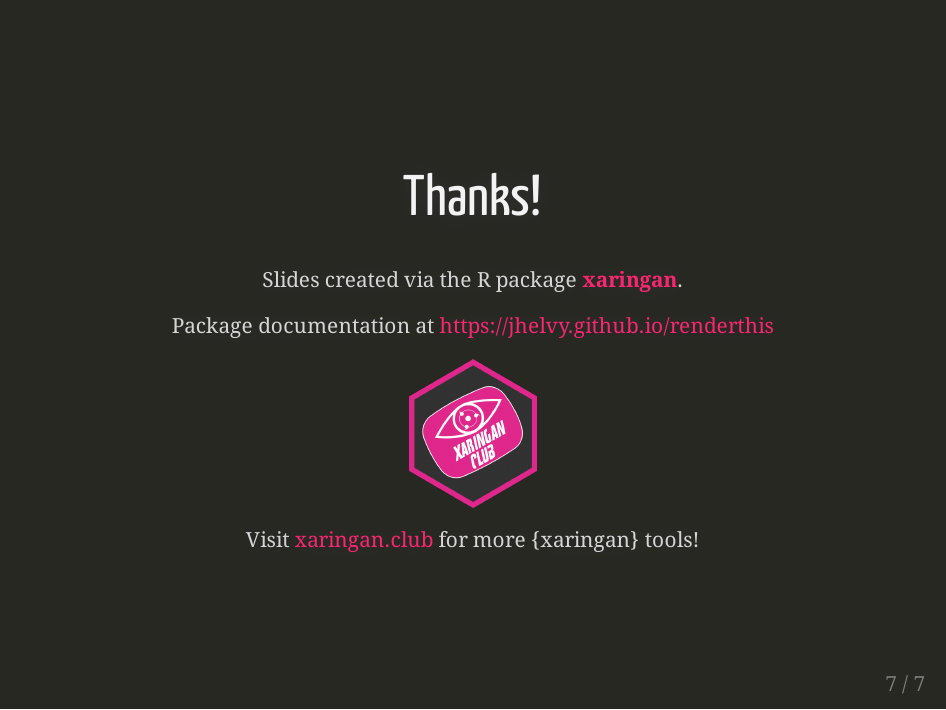 Thanks!
Slides created via the R package xaringan.
Package documentation at https://jhelvy.github.io/renderthis
XARINGAN
CLUB
Visit xaringan.club for more {xaringan} tools!
7 / 7